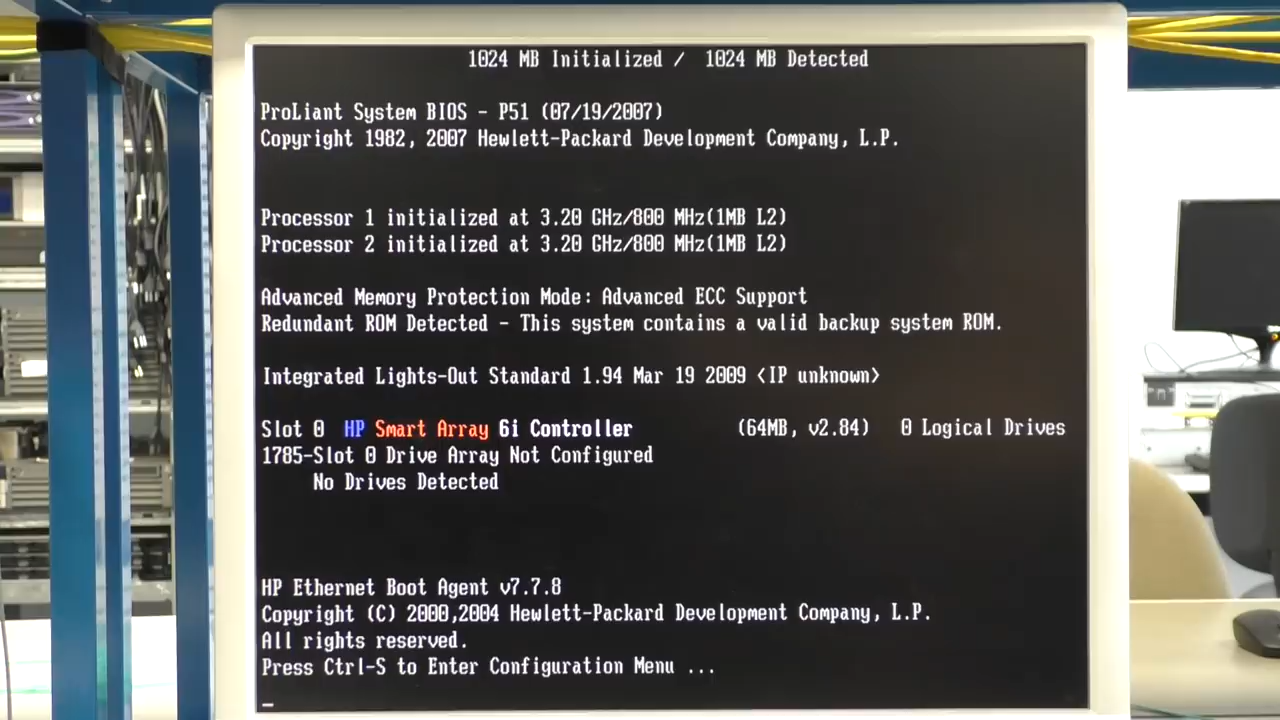 1024 MB Initialized / 1024 MB Detected
ProLiant System BIOS - P51 (07/19/2007)
Copyright 1982, 2007 Hewlett-Packard Development Company, L.P.
Processor 1 initialized at 3.20 GHz/800 MHz(1MB L2)
Processor 2 initialized at 3.20 GHz/800 MHz(1MB L2)
Advanced Memory Protection Mode: Advanced ECC Support
Redundant ROM Detected - This system contains a valid backup system ROM.
Integrated Lights-Out Standard 1.94 Mar 19 2009 <IP unknown>
Slot 0 HP Smart Array 6i Controller (64MB, v2.84) 0 Logical Drives
1785-Slot 0 Drive Array Not Configured
No Drives Detected
HP Ethernet Boot Agent v7.7.8
Copyright (C) 2000,2004 Hewlett-Packard Development Company, L.P.
All rights reserved.
Press Ctrl-S to Enter Configuration Menu ...